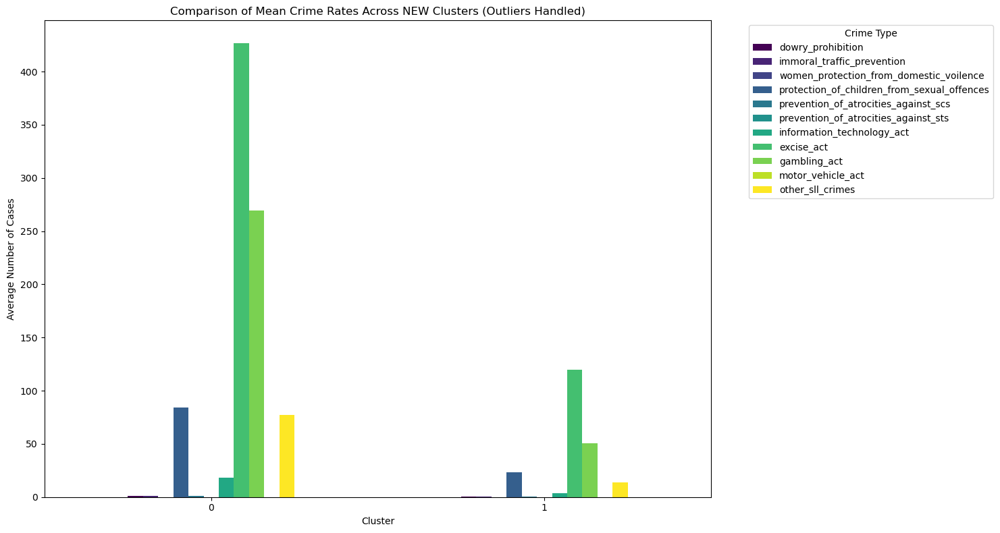 Comparison of Mean Crime Rates Across NEW Clusters (Outliers Handled)
Average Number of Cases
400
350
300
250
200
150
100
50
0
0
1
Cluster
Crime Type
dowry_prohibition
immoral_traffic_prevention
women_protection_from_domestic_voilence
protection_of_children_from_sexual_offences
prevention_of_atrocities_against_scs
prevention_of_atrocities_against_sts
information_technology_act
excise_act
gambling_act
motor_vehicle_act
other_sll_crimes